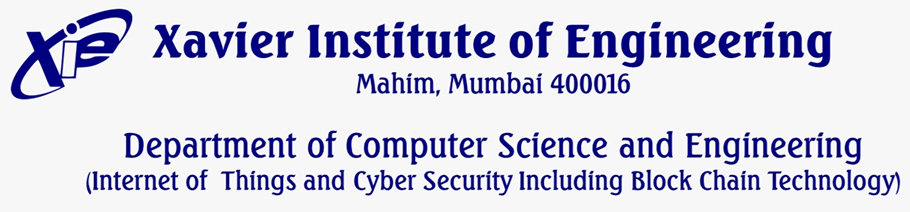 xie
Xavier Institute of Engineering
Mahim, Mumbai 400016
Department of Computer Science and Engineering
(Internet of Things and Cyber Security Including Block Chain Technology)